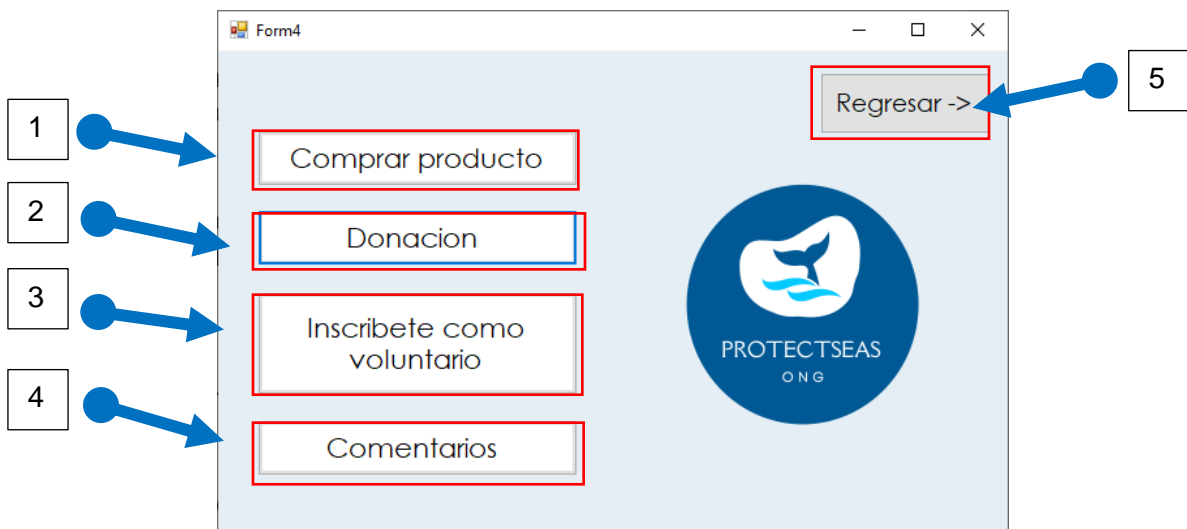 Form4
5
Regresar ->
1
Comprar producto
2
Donacion
3
Inscribete como
voluntario
4
Comentarios
PROTECTSEAS
ONG